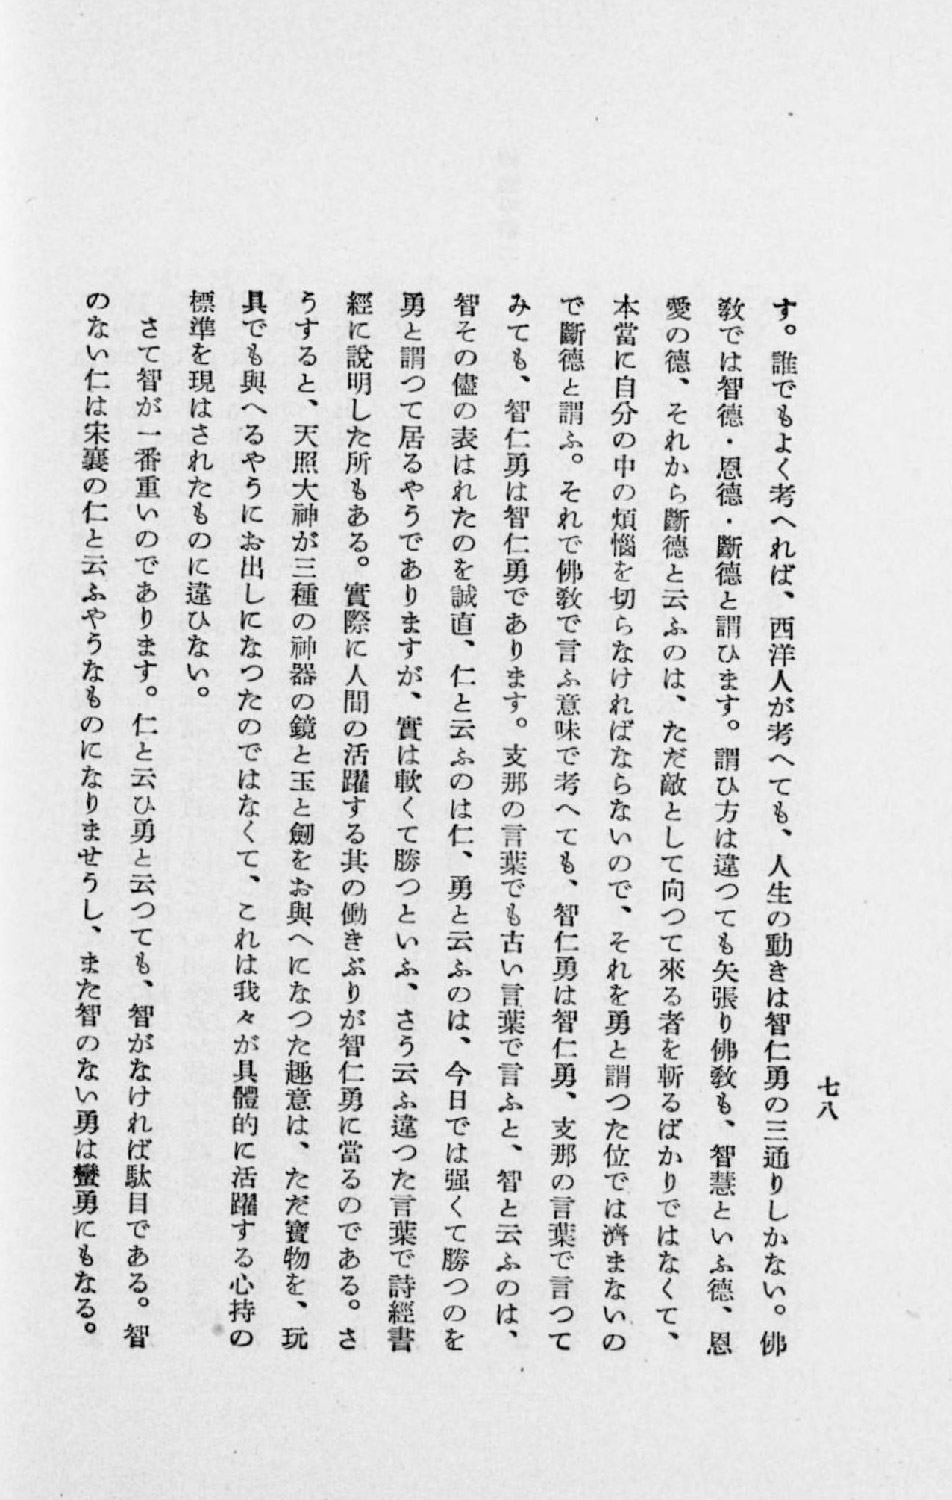 七八
す。誰でもよく考へれば、西洋人が考へても、人生の動きは智仁勇の三通りしかない。佛
敎では智德・恩德・斷德と謂ひます。謂ひ方は違つても矢張り佛敎も、智慧といふ德、恩
愛の德、それから斷德と云ふのは、ただ敵として向つて來る者を斬るばかりではなくて、
本當に自分の中の煩惱を切らなければならないので、それを勇と謂つた位では濟まないの
で斷德と謂ふ。それで佛敎で言ふ意味で考へても、智仁勇は智仁勇、支那の言葉で言つて
みても、智仁勇は智仁勇であります。支那の言葉でも古い言葉で言ふと、智と云ふのは、
智その儘の表はれたのを誠直、仁と云ふのは仁、勇と云ふのは、今日では强くて勝つのを
勇と謂つて居るやうでありますが、實は軟くて勝つといふ、さう云ふ違つた言葉で詩經書
經に說明した所もある。實際に人間の活躍する其の働きぶりが智仁勇に當るのである。さ
うすると、天照大神が三種の神器の鏡と玉と劒をお與へになつた趣意は、ただ寶物を、玩
具でも與へるやうにお出しになつたのではなくて、これは我々が具體的に活躍する心持の
標準を現はされたものに違ひない。
さて智が一番重いのであります。仁と云ひ勇と云つても、智がなければ駄目である。智
のない仁は宋襄の仁と云ふやうなものになりませうし、また智のない勇は蠻勇にもなる。